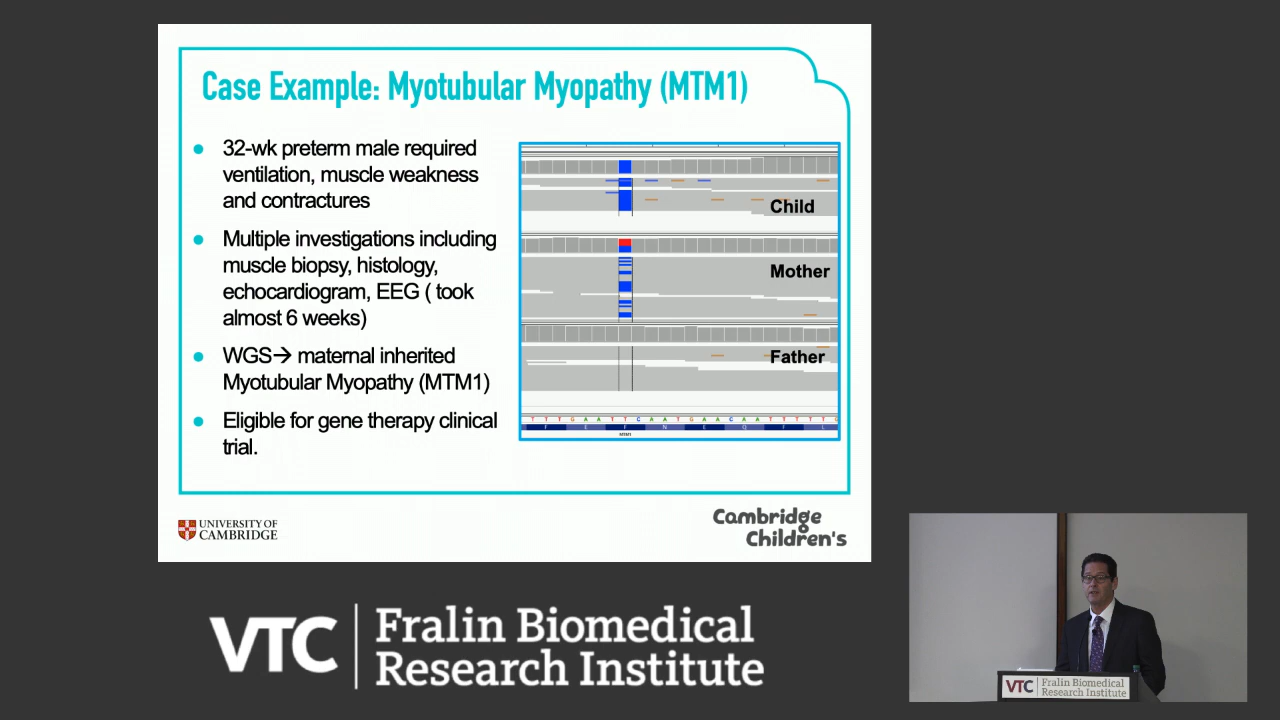 Case Example: Myotubular Myopathy (MTM1)
● 32-wk preterm male required
ventilation, muscle weakness
and contractures
● Multiple investigations including
muscle biopsy, histology,
echocardiogram, EEG ( took
almost 6 weeks)
● WGS→ maternal inherited
Myotubular Myopathy (MTM1)
● Eligible for gene therapy clinical
trial.
Child
Mother
Father
T T T G A A T T C A A T G A A C A A T T T T T G
F E F N E Q F L
MTM1
UNIVERSITY OF
CAMBRIDGE
Cambridge
Children's
VTC Fralin Biomedical
Research Institute
VTC Fralin Biomedical
Research Institute